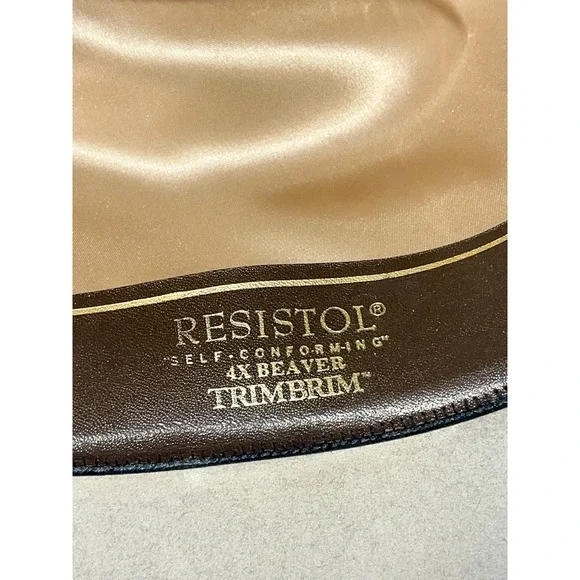 RESISTOL®
"SELF-CONFORMING"
4X BEAVER
TRIMBRIM™